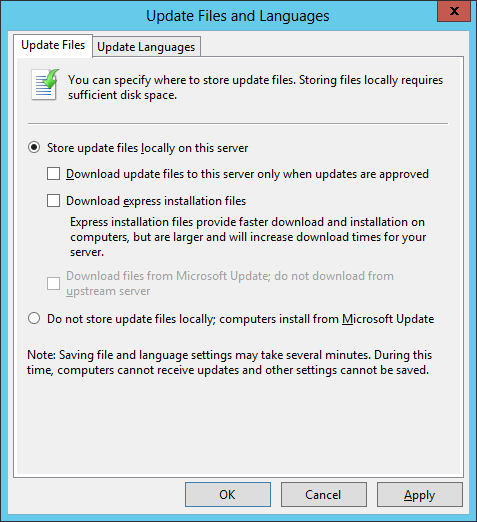 Update Files and Languages
Update Files
Update Languages
You can specify where to store update files. Storing files locally requires
sufficient disk space.
Store update files locally on this server
Download update files to this server only when updates are approved
Download express installation files
Express installation files provide faster download and installation on
computers, but are larger and will increase download times for your
server.
Download files from Microsoft Update; do not download from
upstream server
Do not store update files locally; computers install from Microsoft Update
Note: Saving file and language settings may take several minutes. During this
time, computers cannot receive updates and other settings cannot be saved.
OK
Cancel
Apply